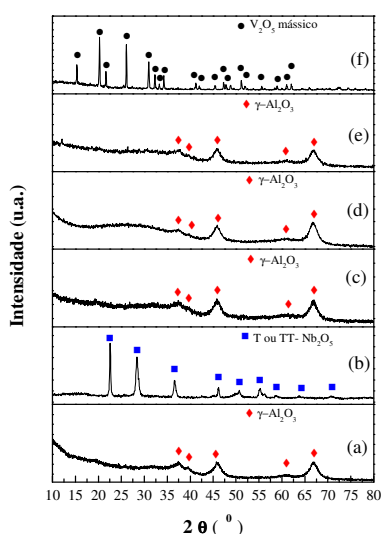 V₂O₅ mássico
(f)
γ–Al₂O₃
(e)
γ–Al₂O₃
(d)
γ–Al₂O₃
(c)
T ou TT- Nb₂O₅
(b)
γ–Al₂O₃
(a)
Intensidade (u.a.)
10 15 20 25 30 35 40 45 50 55 60 65 70 75 80
2 θ ( ⁰ )